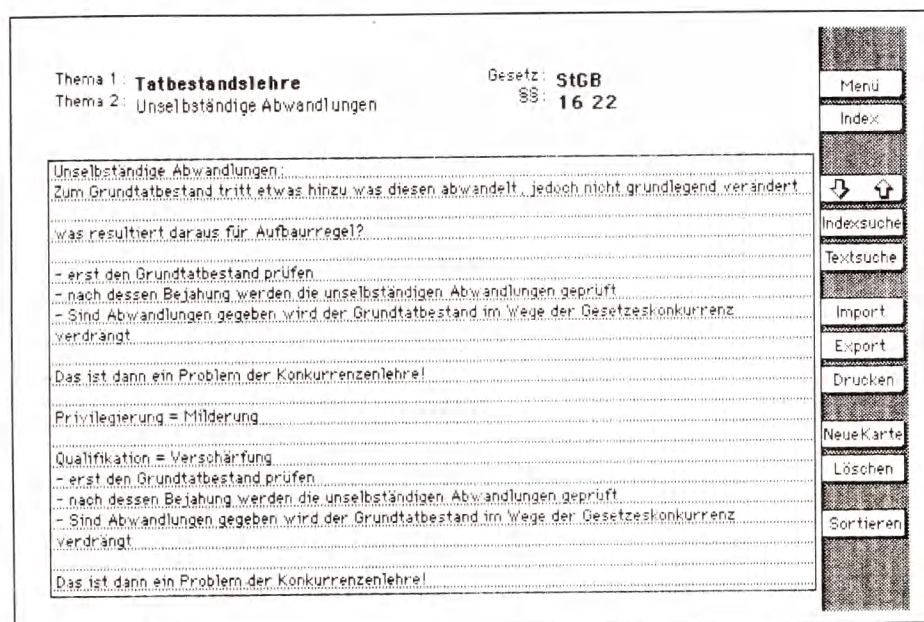 Thema 1: Tatbestandslehre
Thema 2: Unselbständige Abwandlungen
Gesetz: StGB
§§: 16 22
Unselbständige Abwandlungen:
Zum Grundtatbestand tritt etwas hinzu was diesen abwandelt, jedoch nicht grundlegend verändert
was resultiert daraus für Aufbaurregel?
- erst den Grundtatbestand prüfen
- nach dessen Bejahung werden die unselbständigen Abwandlungen geprüft
- Sind Abwandlungen gegeben wird der Grundtatbestand im Wege der Gesetzeskonkurrenz
verdrängt
Das ist dann ein Problem der Konkurrenzenlehre!
Privilegierung = Milderung
Qualifikation = Verschärfung
- erst den Grundtatbestand prüfen
- nach dessen Bejahung werden die unselbständigen Abwandlungen geprüft
- Sind Abwandlungen gegeben wird der Grundtatbestand im Wege der Gesetzeskonkurrenz
verdrängt
Das ist dann ein Problem der Konkurrenzenlehre!
Menü
Index
Indexsuche
Textsuche
Import
Export
Drucken
Neue Karte
Löschen
Sortieren